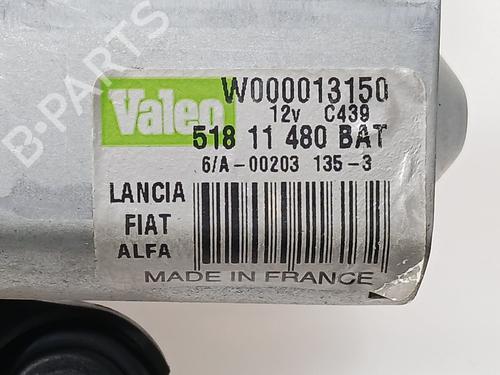 B-PARTS
Valeo
W000013150
12v C439
518 11 480 BAT
6/A-00203 135-3
LANCIA
FIAT
ALFA
MADE IN FRANCE